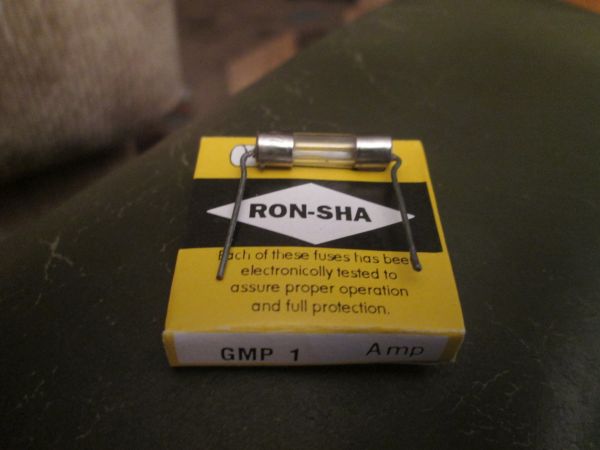 RON-SHA
Each of these fuses has been
electronically tested to
assure proper operation
and full protection.
GMP 1 Amp